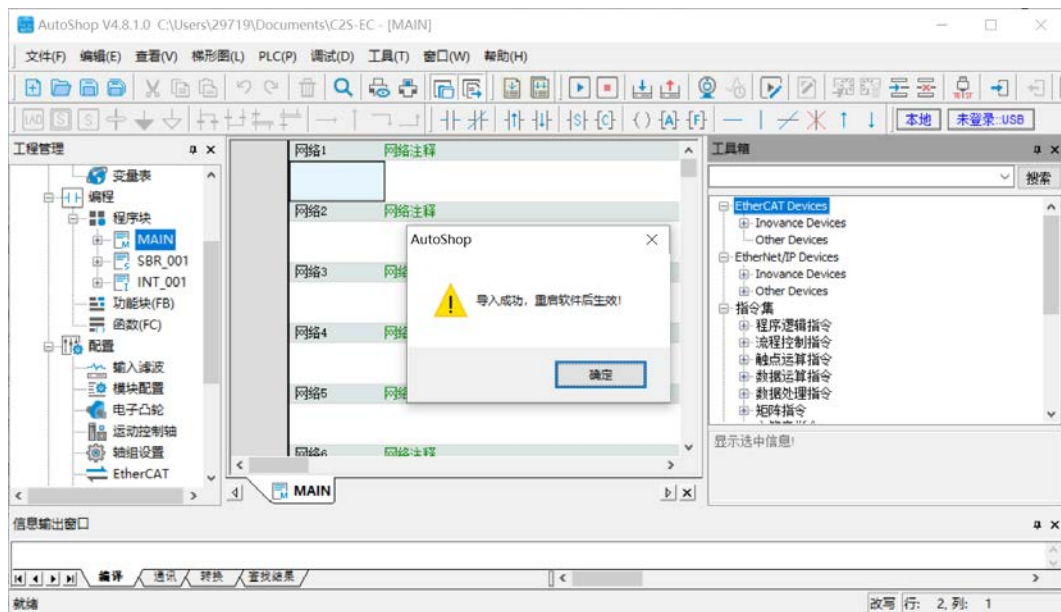 AutoShop V4.8.1.0 C:\Users\29719\Documents\C2S-EC - [MAIN]
文件(F) 编辑(E) 查看(V) 梯形图(L) PLC(P) 调试(D) 工具(T) 窗口(W) 帮助(H)
本地 未登录::USB
工程管理
变量表
编程
程序块
MAIN
SBR_001
INT_001
功能块(FB)
函数(FC)
配置
输入滤波
模块配置
电子凸轮
运动控制轴
轴组设置
EtherCAT
网络1 网络注释
网络2 网络注释
网络3
网络4
网络5
网络6 网络注释
MAIN
AutoShop
导入成功，重启软件后生效!
确定
工具箱
搜索
EtherCAT Devices
Inovance Devices
Other Devices
EtherNet/IP Devices
Inovance Devices
Other Devices
指令集
程序逻辑指令
流程控制指令
触点运算指令
数据运算指令
数据处理指令
矩阵指令
显示选中信息!
信息输出窗口
编译 通讯 转换 查找结果
就绪
改写 行: 2, 列: 1